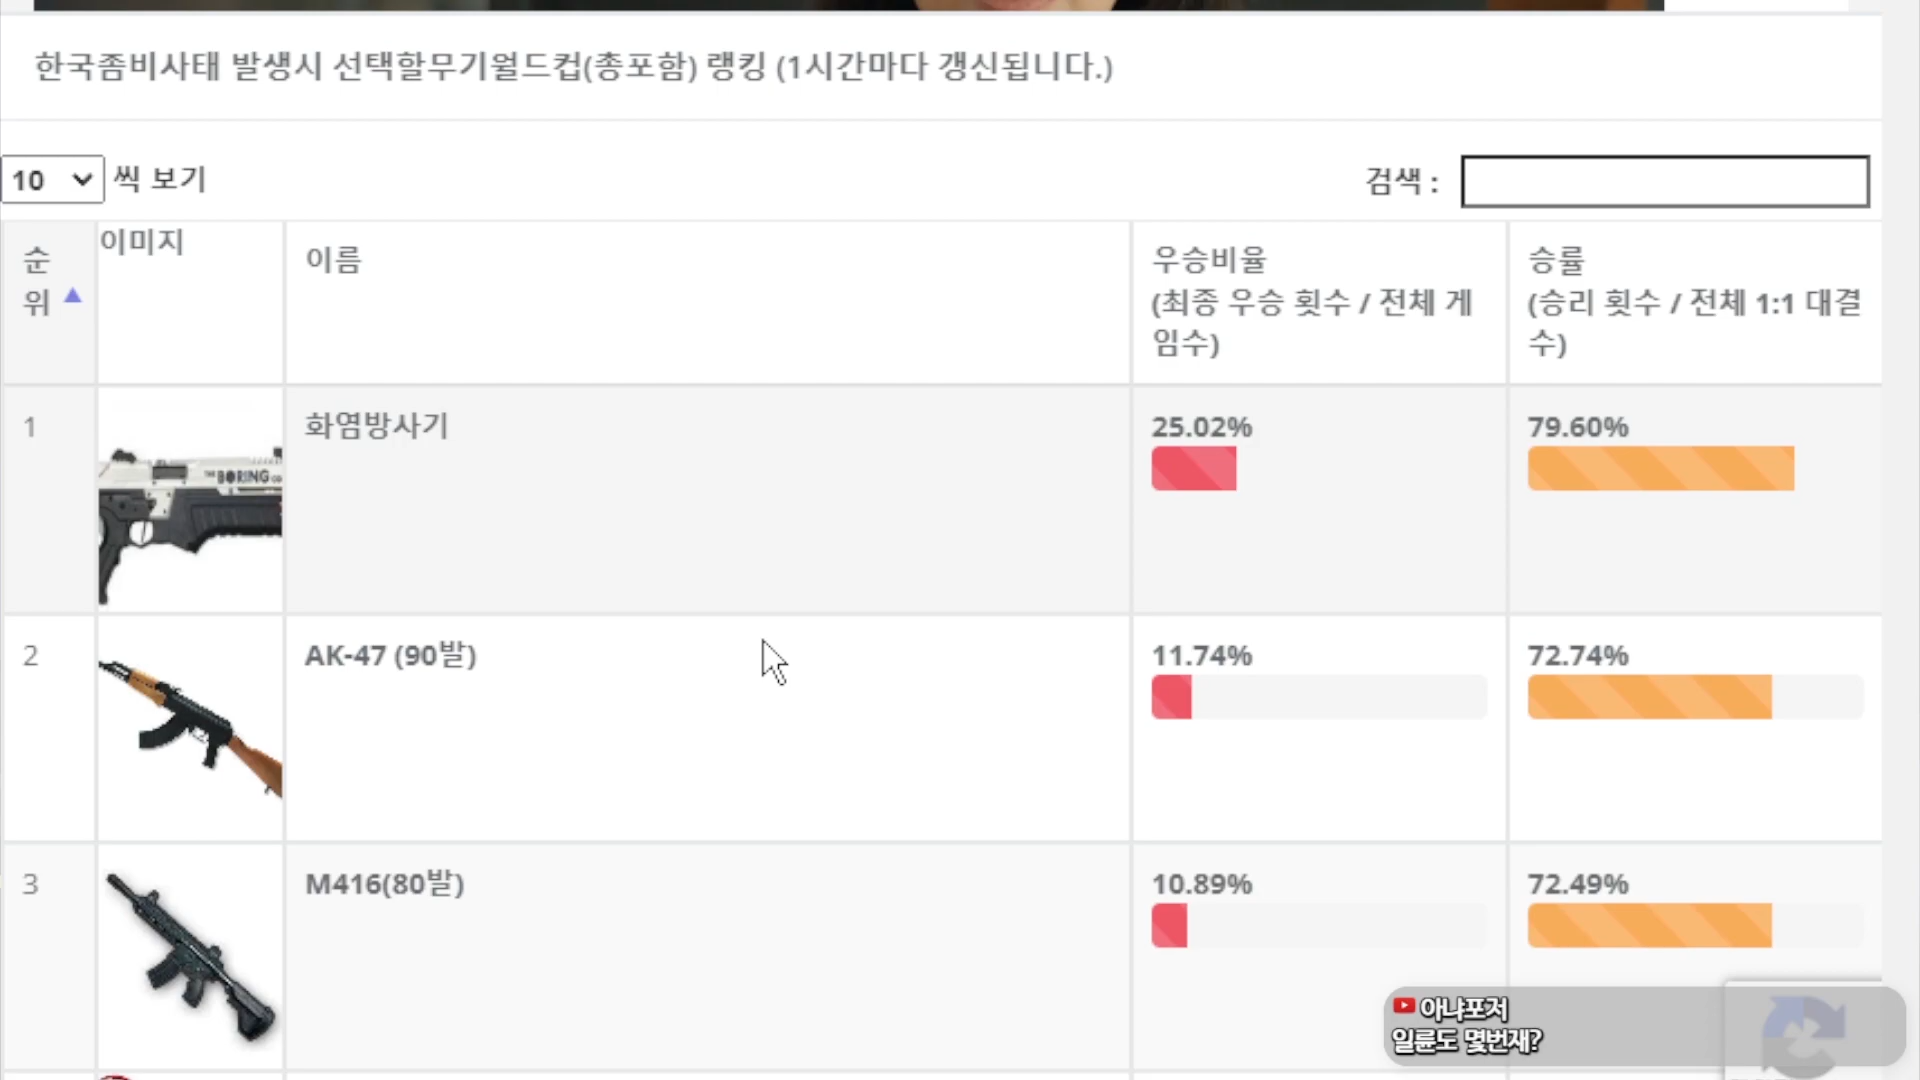 한국좀비사태 발생시 선택할무기월드컵(총포함) 랭킹 (1시간마다 갱신됩니다.)
10 씩 보기
검색 :
순위
이미지
이름
우승비율
(최종 우승 횟수 / 전체 게
임수)
승률
(승리 횟수 / 전체 1:1 대결
수)
1
THE BORING CO
화염방사기
25.02%
79.60%
2
AK-47 (90발)
11.74%
72.74%
3
M416(80발)
10.89%
72.49%
아냐포저
일륜도 몇번재?